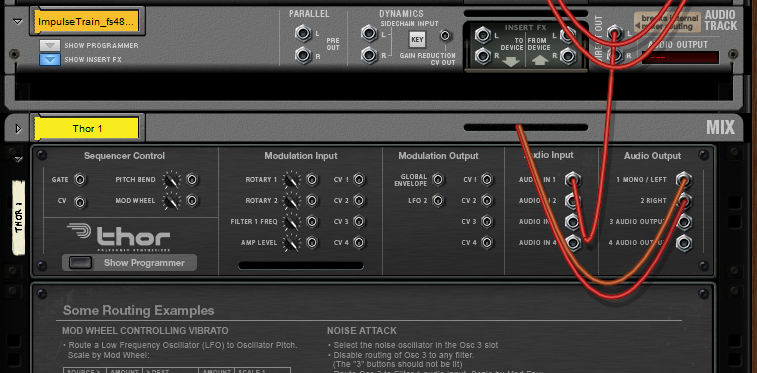 ImpulseTrain_fs48...
SHOW PROGRAMMER
SHOW INSERT FX
PARALLEL
L
PRE
OUT
R
DYNAMICS
SIDECHAIN INPUT
L
KEY
R
GAIN REDUCTION
CV OUT
INSERT FX
L
TO
DEVICE
FROM
DEVICE
L
R
R
DIRECT OUT
L
R
breaks internal
mixer routing
AUDIO
TRACK
AUDIO OUTPUT
Thor 1
MIX
Sequencer Control
GATE
PITCH BEND
CV
MOD WHEEL
thor
POLYSONIC SYNTHESIZER
Show Programmer
Modulation Input
ROTARY 1
CV 1
ROTARY 2
CV 2
FILTER 1 FREQ
CV 3
AMP LEVEL
CV 4
Modulation Output
GLOBAL
ENVELOPE
CV 1
LFO 2
CV 2
CV 3
CV 4
Audio Input
AUDIO IN 1
AUDIO IN 2
AUDIO IN
AUDIO IN 4
Audio Output
1 MONO / LEFT
2 RIGHT
3 AUDIO OUTPUT
4 AUDIO OUTPUT
THOR 1
Some Routing Examples
MOD WHEEL CONTROLLING VIBRATO
• Route a Low Frequency Oscillator (LFO) to Oscillator Pitch.
Scale by Mod Wheel:
SOURCE > AMOUNT > DEST AMOUNT SCALE 1
NOISE ATTACK
• Select the noise oscillator in the Osc 3 slot
• Disable routing of Osc 3 to any filter.
(The "3" buttons should not be lit)